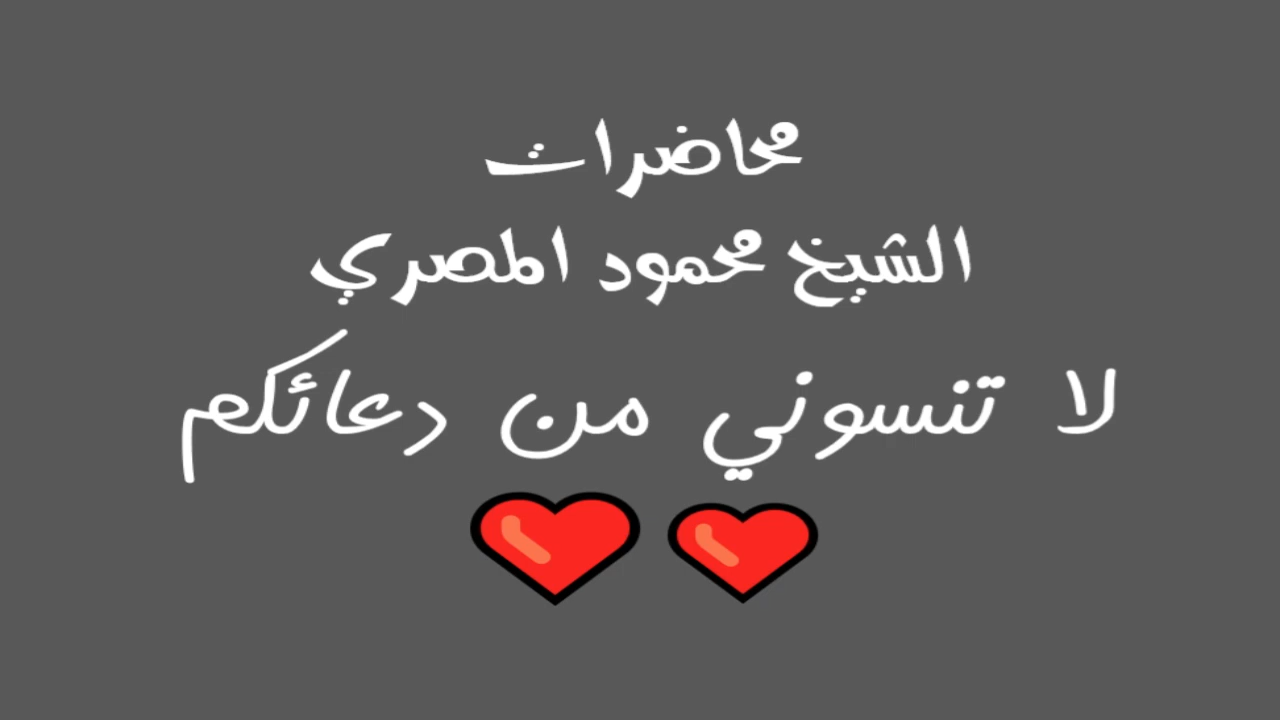 محاضرات
الشيخ محمود المصري
لا تنسوني من دعائكم